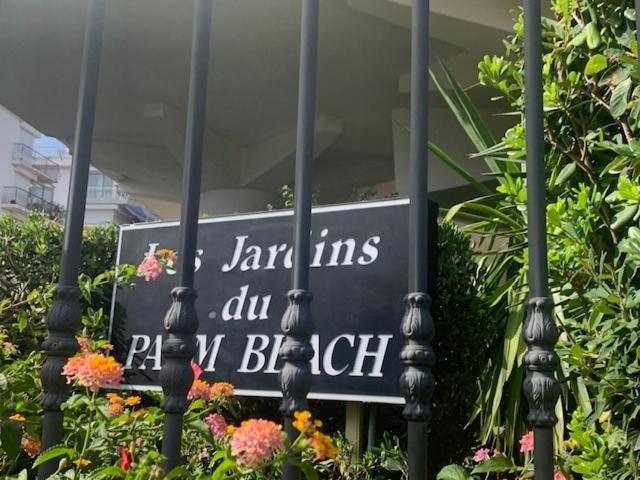 Les Jardins
du
PALM BEACH